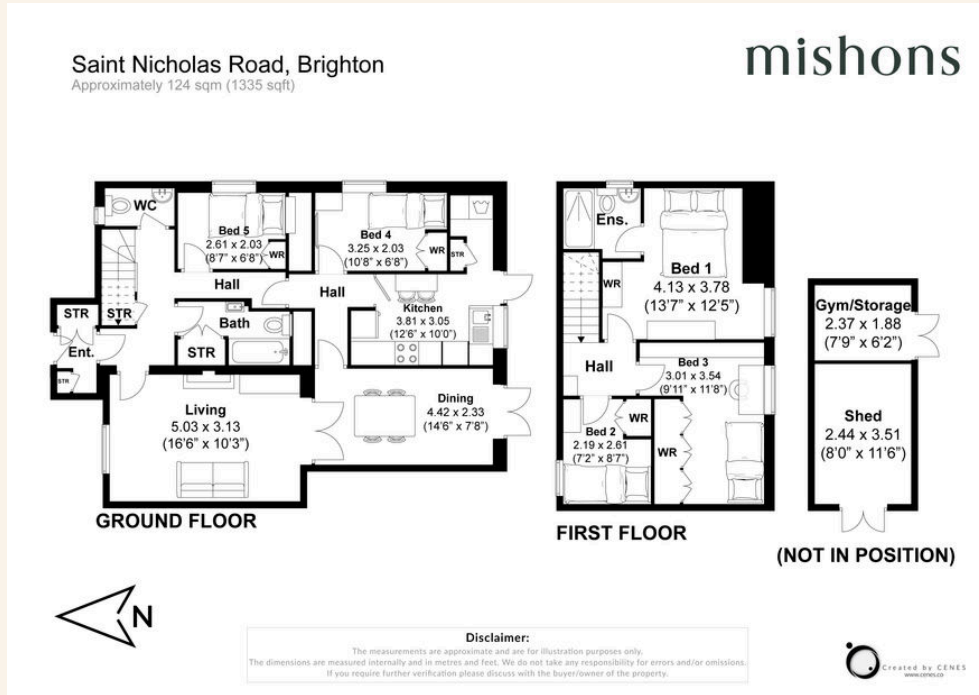 Saint Nicholas Road, Brighton
Approximately 124 sqm (1335 sqft)
mishons
WC
Bed 5
2.61 x 2.03
(8'7" x 6'8")
WR
Bed 4
3.25 x 2.03
(10'8" x 6'8")
WR
STR
Hall
Hall
STR
STR
Ent.
STR
Bath
STR
Kitchen
3.81 x 3.05
(12'6" x 10'0")
Living
5.03 x 3.13
(16'6" x 10'3")
Dining
4.42 x 2.33
(14'6" x 7'8")
GROUND FLOOR
Ens.
Bed 1
4.13 x 3.78
(13'7" x 12'5")
WR
Hall
Bed 3
3.01 x 3.54
(9'11" x 11'8")
Bed 2
2.19 x 2.61
(7'2" x 8'7")
WR
WR
FIRST FLOOR
Gym/Storage
2.37 x 1.88
(7'9" x 6'2")
Shed
2.44 x 3.51
(8'0" x 11'6")
(NOT IN POSITION)
N
Disclaimer:
The measurements are approximate and are for illustration purposes only.
The dimensions are measured internally and in metres and feet. We do not take any responsibility for errors and/or omissions.
If you require further verification please discuss with the buyer/owner of the property.
Created by CENES
www.cenes.co